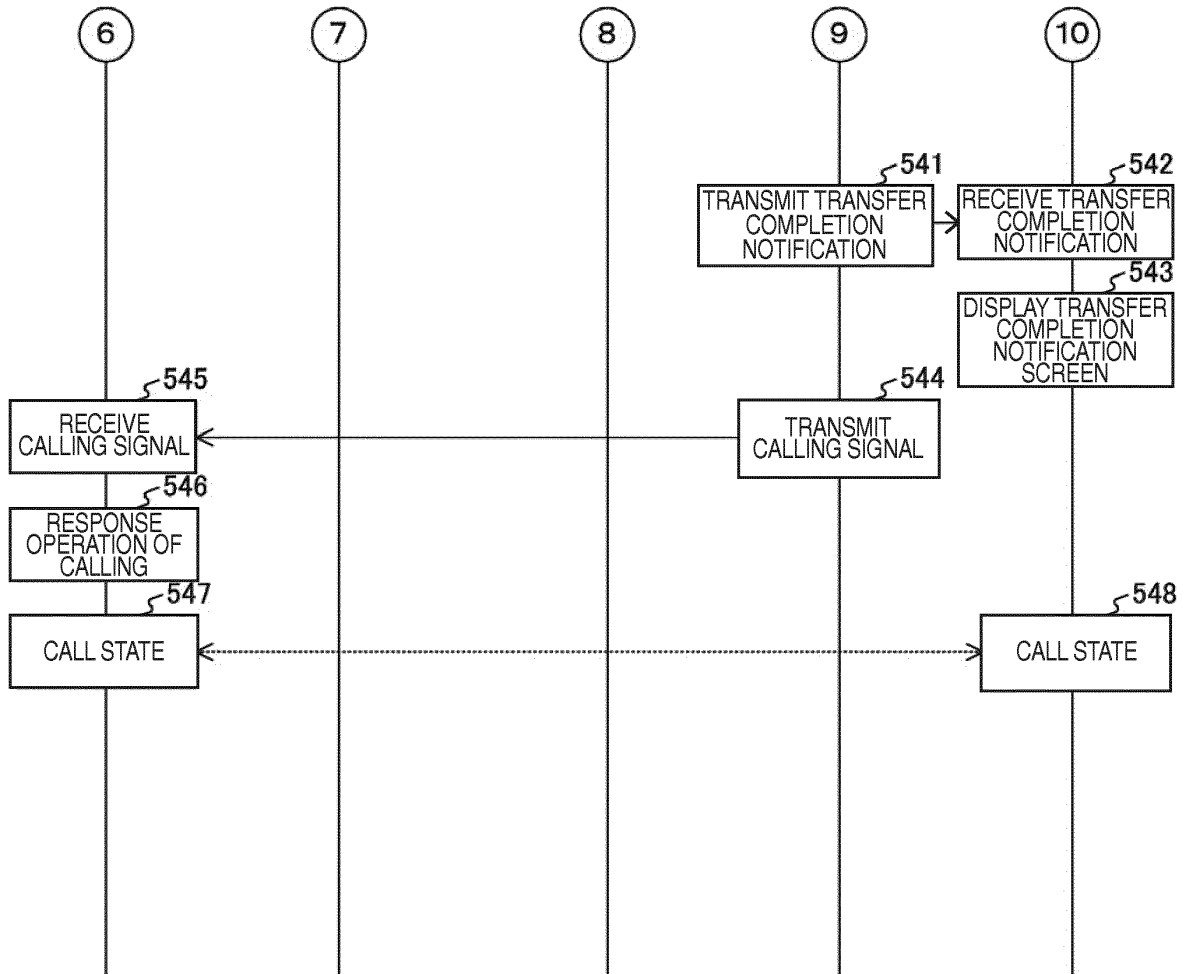 6
7
8
9
10
541
TRANSMIT TRANSFER
COMPLETION
NOTIFICATION
542
RECEIVE TRANSFER
COMPLETION
NOTIFICATION
543
DISPLAY TRANSFER
COMPLETION
NOTIFICATION
SCREEN
545
RECEIVE
CALLING SIGNAL
544
TRANSMIT
CALLING SIGNAL
546
RESPONSE
OPERATION OF
CALLING
547
CALL STATE
548
CALL STATE